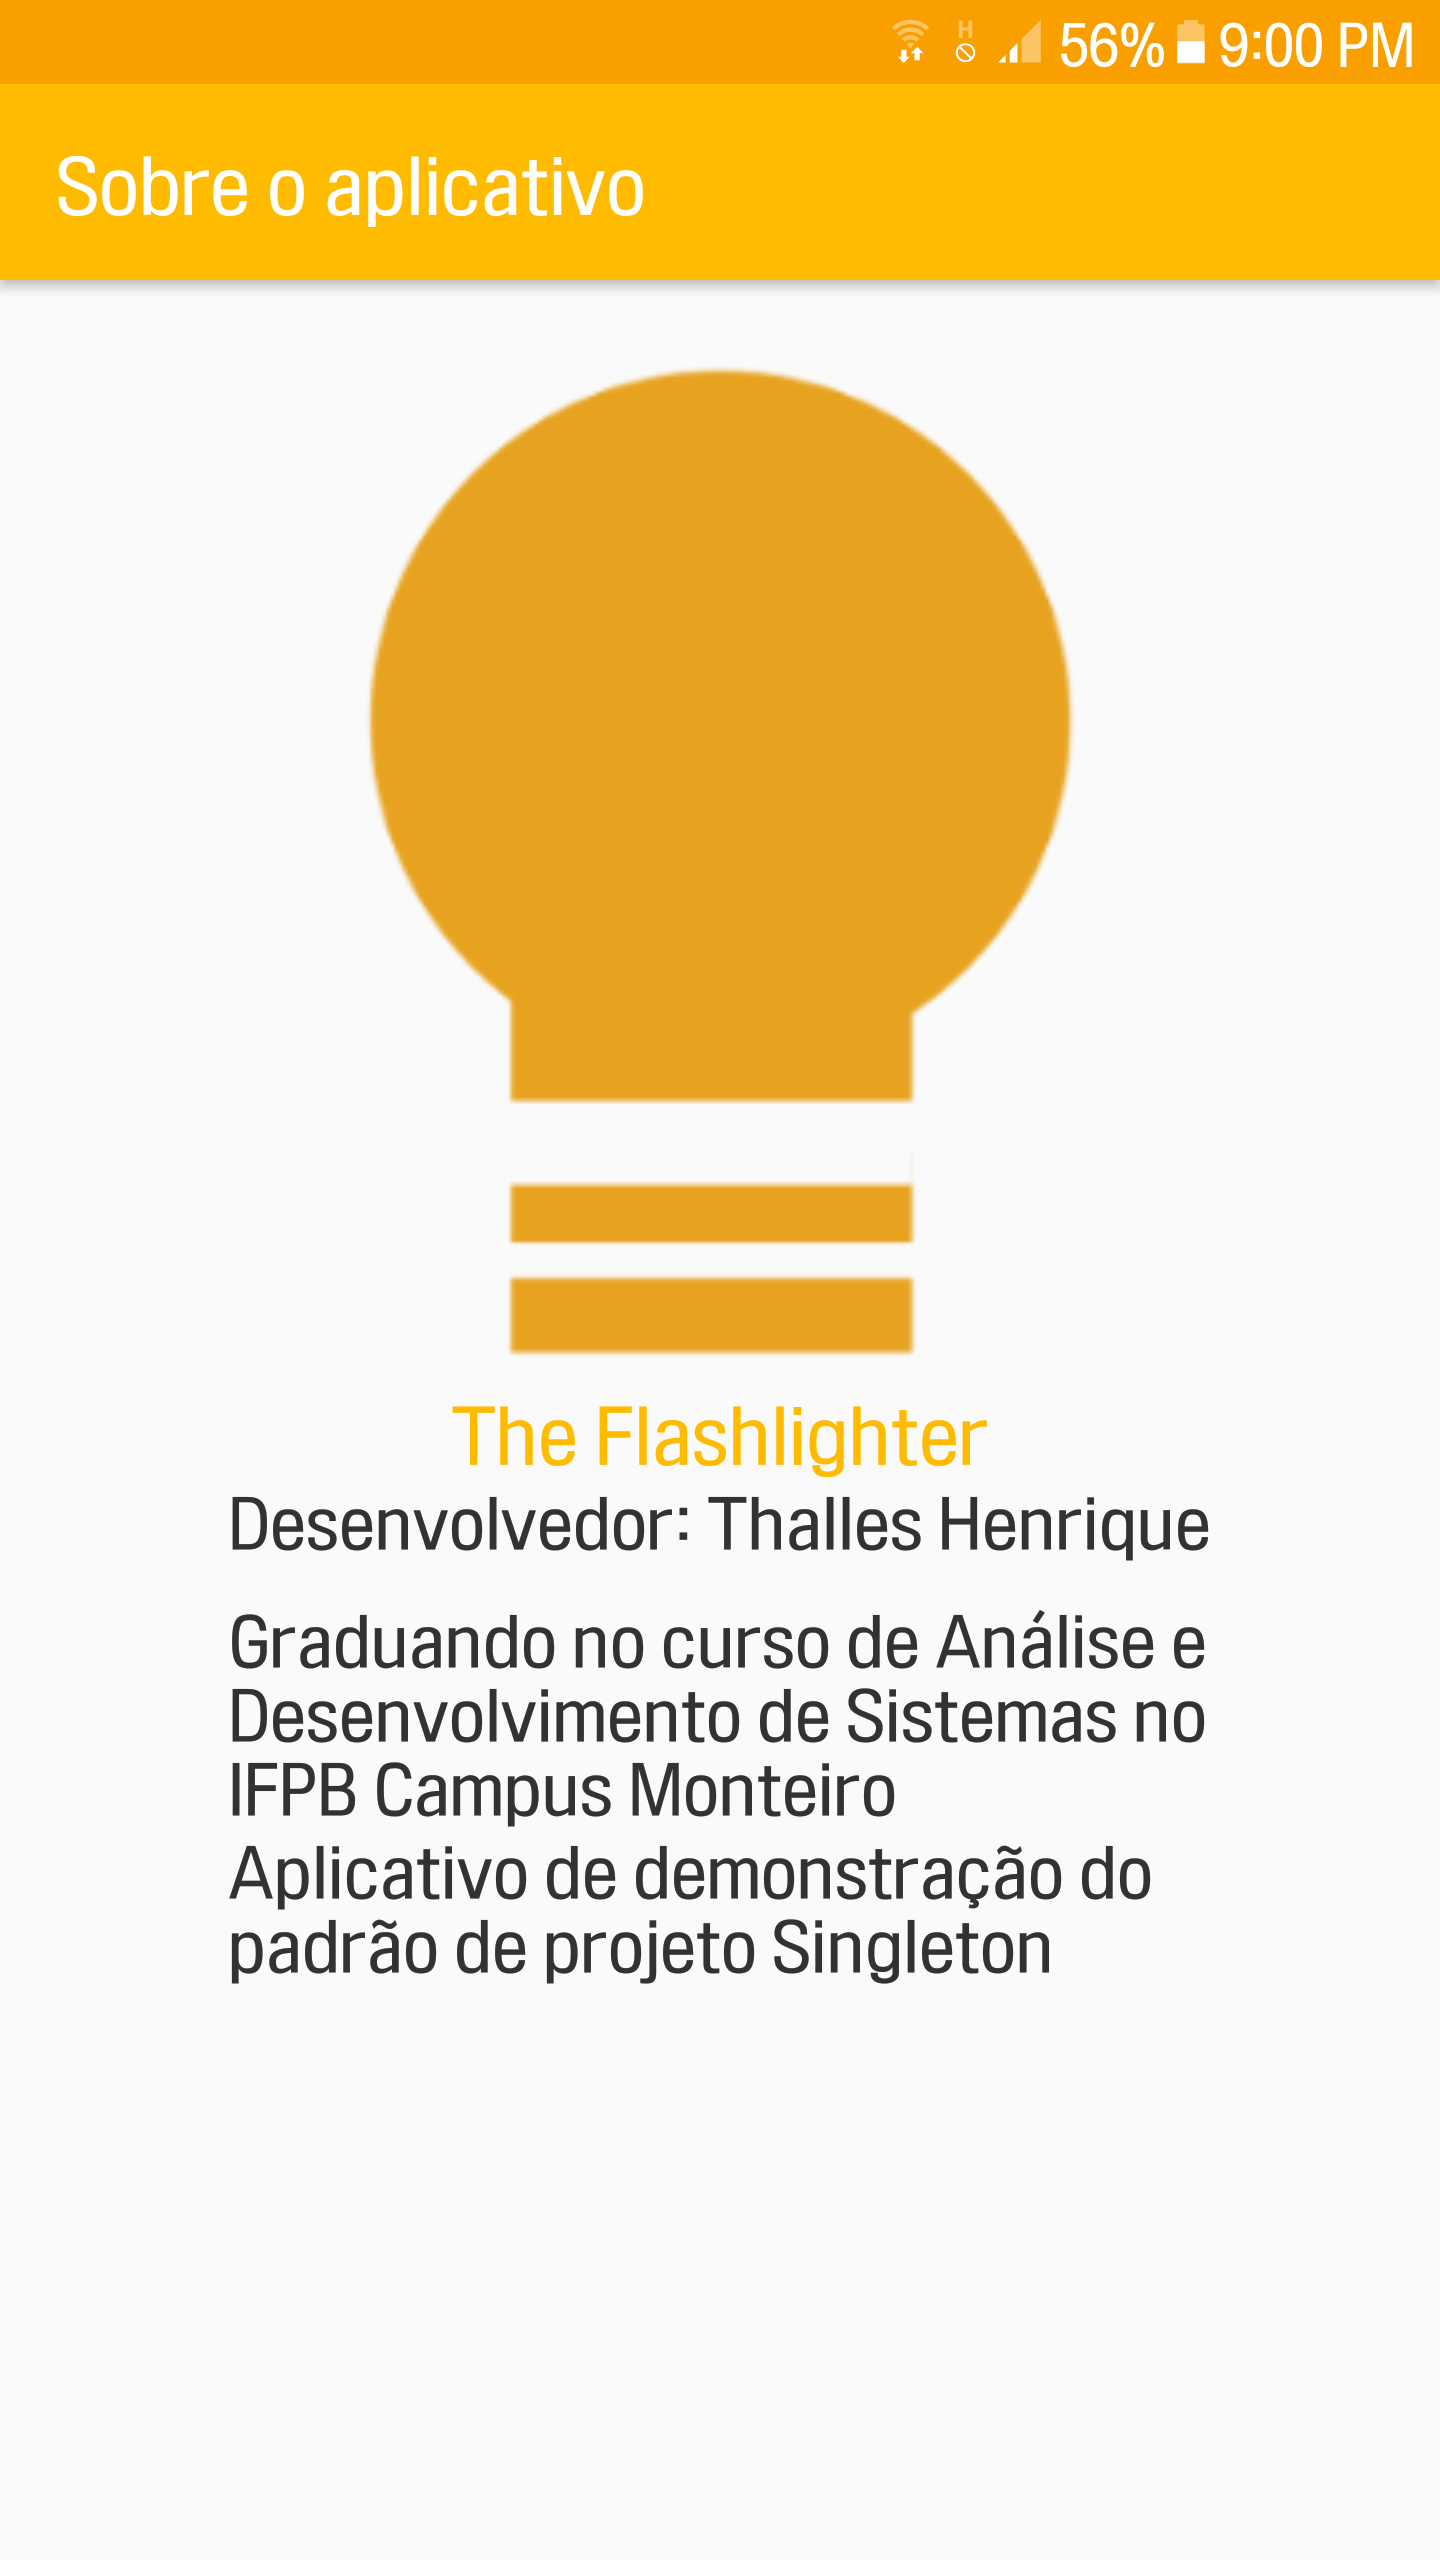 H
56%
9:00 PM
Sobre o aplicativo
The Flashlighter
Desenvolvedor: Thalles Henrique
Graduando no curso de Análise e
Desenvolvimento de Sistemas no
IFPB Campus Monteiro
Aplicativo de demonstração do
padrão de projeto Singleton